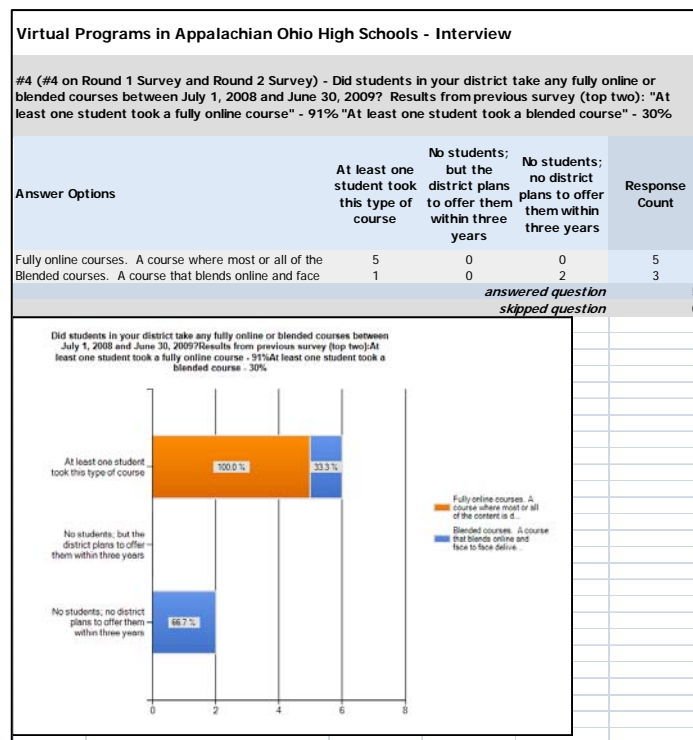 Virtual Programs in Appalachian Ohio High Schools - Interview
#4 (#4 on Round 1 Survey and Round 2 Survey) - Did students in your district take any fully online or
blended courses between July 1, 2008 and June 30, 2009? Results from previous survey (top two): "At
least one student took a fully online course" - 91% "At least one student took a blended course" - 30%
Answer Options
At least one
student took
this type of
course
No students;
but the
district plans
to offer them
within three
years
No students;
no district
plans to offer
them within
three years
Response
Count
Fully online courses. A course where most or all of the 5 0 0 5
Blended courses. A course that blends online and face 1 0 2 3
answered question
skipped question
Did students in your district take any fully online or blended courses between
July 1, 2008 and June 30, 2009?Results from previous survey (top two):At
least one student took a fully online course - 91%At least one student took a
blended course - 30%
At least one student
took this type of course
100.0 %
33.3 %
No students; but the
district plans to offer
them within three years
No students; no district
plans to offer them
within three years
66.7 %
0 2 4 6 8
Fully online courses. A
course where most or all
of the content is d...
Blended courses. A course
that blends online and
face to face delive...